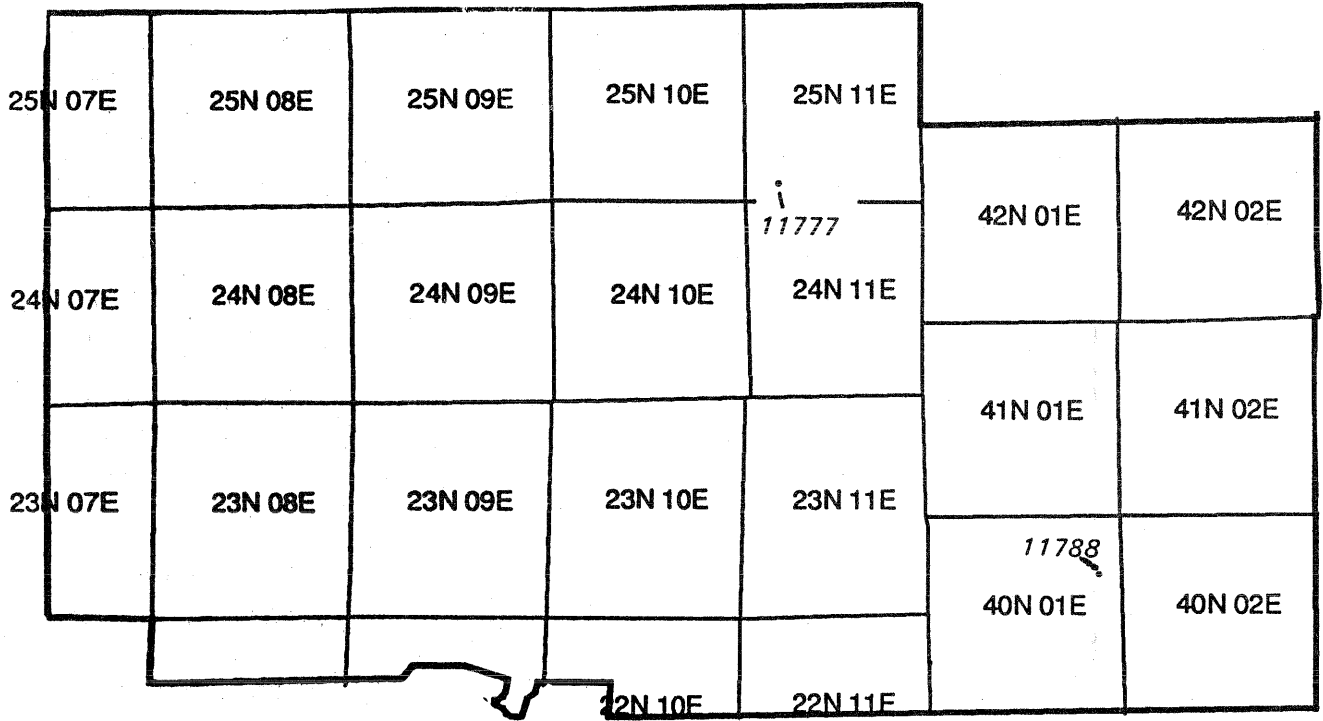 25N 07E 25N 08E 25N 09E 25N 10E 25N 11E
42N 01E 42N 02E
11777
24N 07E 24N 08E 24N 09E 24N 10E 24N 11E
41N 01E 41N 02E
23N 07E 23N 08E 23N 09E 23N 10E 23N 11E
11788
40N 01E 40N 02E
22N 10E 22N 11E